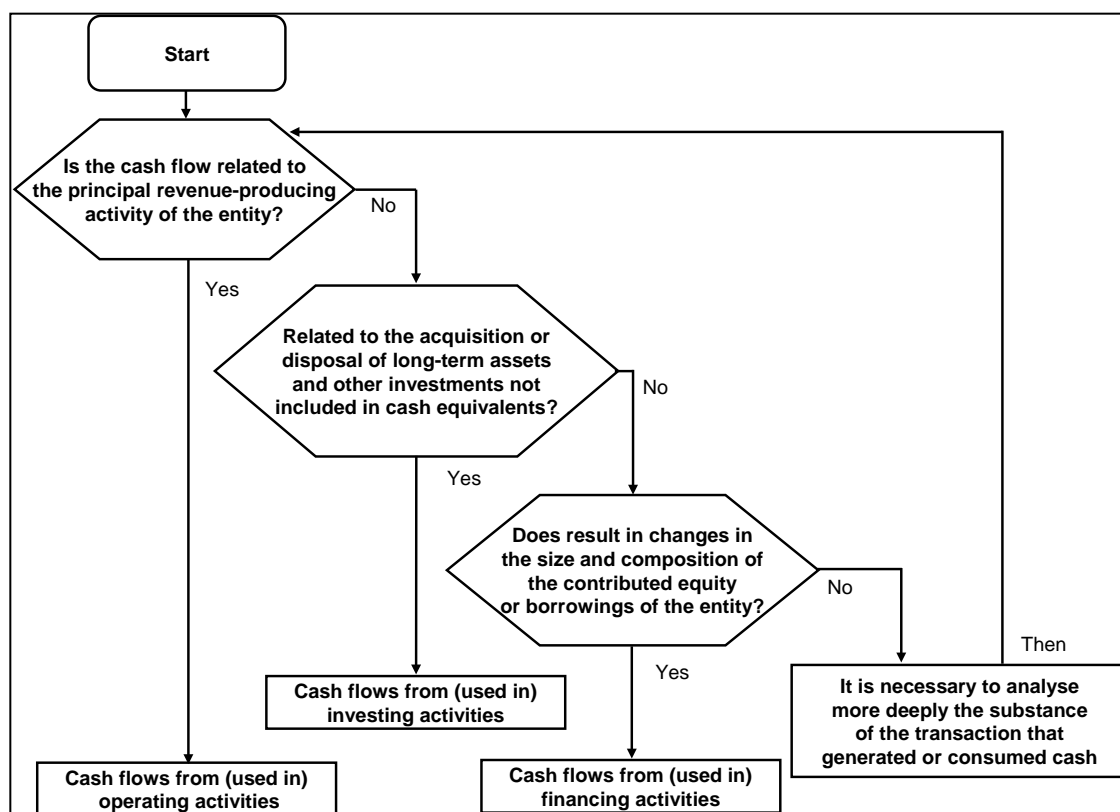 Start
Is the cash flow related to
the principal revenue-producing
activity of the entity?
No
Yes
Related to the acquisition or
disposal of long-term assets
and other investments not
included in cash equivalents?
No
Yes
Does result in changes in
the size and composition of
the contributed equity
or borrowings of the entity?
No
Yes
Then
Cash flows from (used in)
investing activities
It is necessary to analyse
more deeply the substance
of the transaction that
generated or consumed cash
Cash flows from (used in)
operating activities
Cash flows from (used in)
financing activities